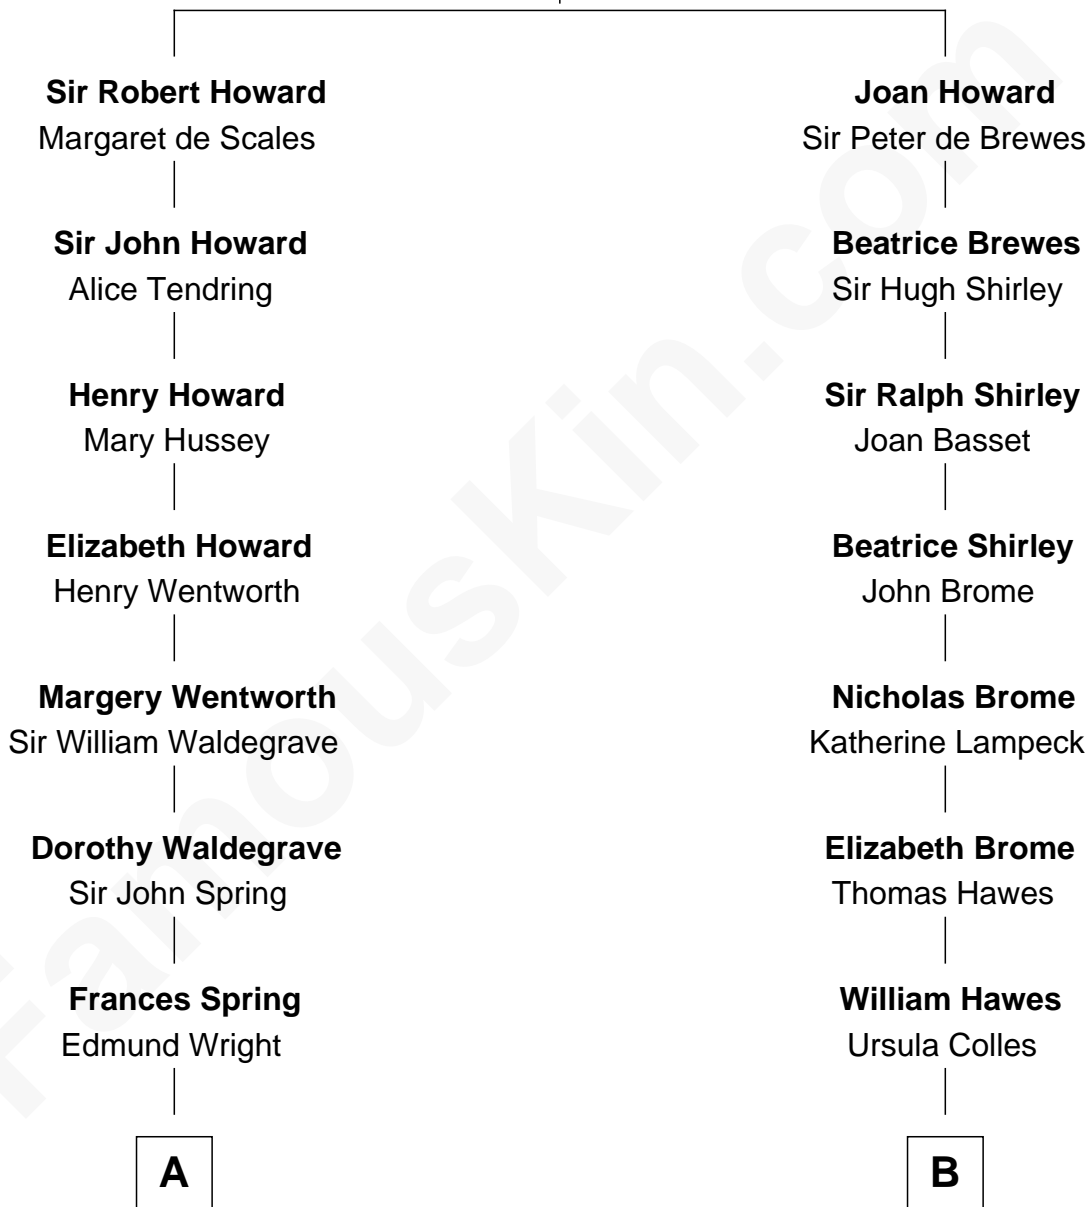 Sir Robert Howard
Margaret de Scales
Sir John Howard
Alice Tendring
Henry Howard
Mary Hussey
Elizabeth Howard
Henry Wentworth
Margery Wentworth
Sir William Waldegrave
Dorothy Waldegrave
Sir John Spring
Frances Spring
Edmund Wright
A
Joan Howard
Sir Peter de Brewes
Beatrice Brewes
Sir Hugh Shirley
Sir Ralph Shirley
Joan Basset
Beatrice Shirley
John Brome
Nicholas Brome
Katherine Lampeck
Elizabeth Brome
Thomas Hawes
William Hawes
Ursula Colles
B
FamousKin.com